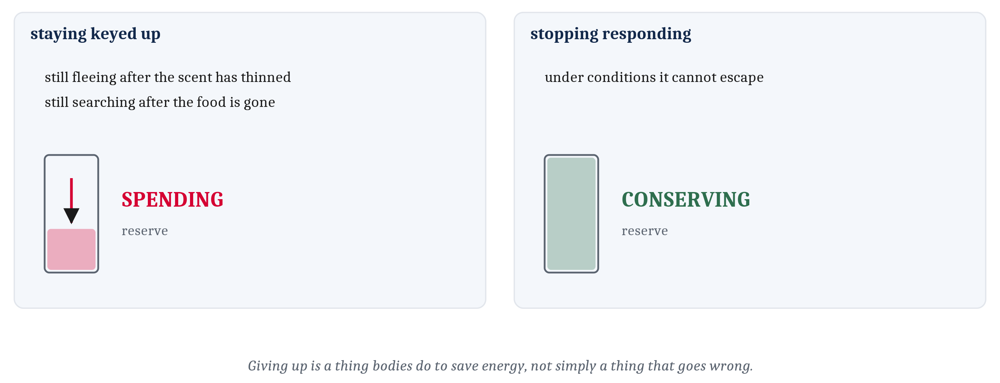 staying keyed up
still fleeing after the scent has thinned
still searching after the food is gone
SPENDING
reserve
stopping responding
under conditions it cannot escape
CONSERVING
reserve
Giving up is a thing bodies do to save energy, not simply a thing that goes wrong.